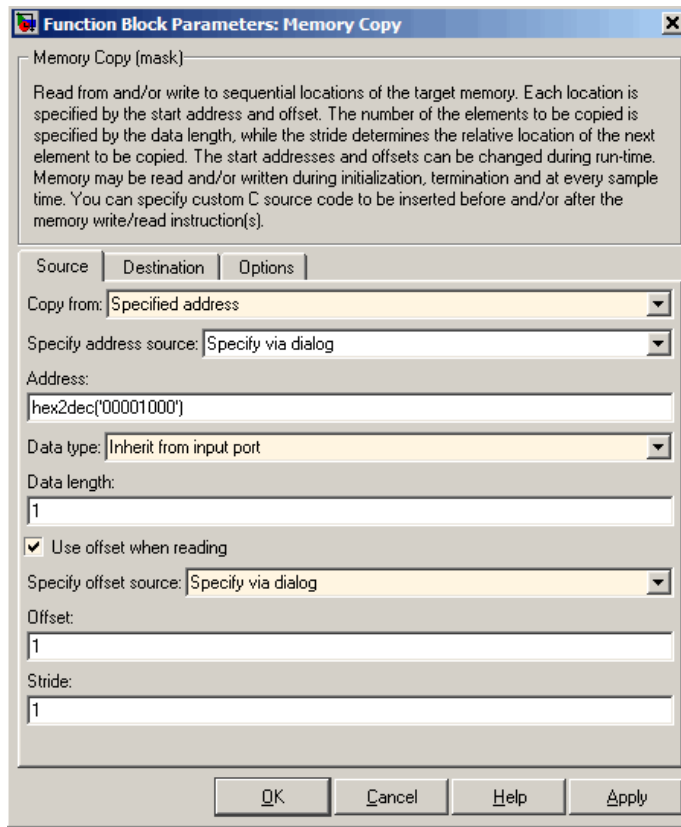 Function Block Parameters: Memory Copy
Memory Copy (mask)
Read from and/or write to sequential locations of the target memory. Each location is
specified by the start address and offset. The number of the elements to be copied is
specified by the data length, while the stride determines the relative location of the next
element to be copied. The start addresses and offsets can be changed during run-time.
Memory may be read and/or written during initialization, termination and at every sample
time. You can specify custom C source code to be inserted before and/or after the
memory write/read instruction(s).
Source Destination Options
Copy from: Specified address
Specify address source: Specify via dialog
Address:
hex2dec('00001000')
Data type: Inherit from input port
Data length:
1
Use offset when reading
Specify offset source: Specify via dialog
Offset:
1
Stride:
1
OK Cancel Help Apply